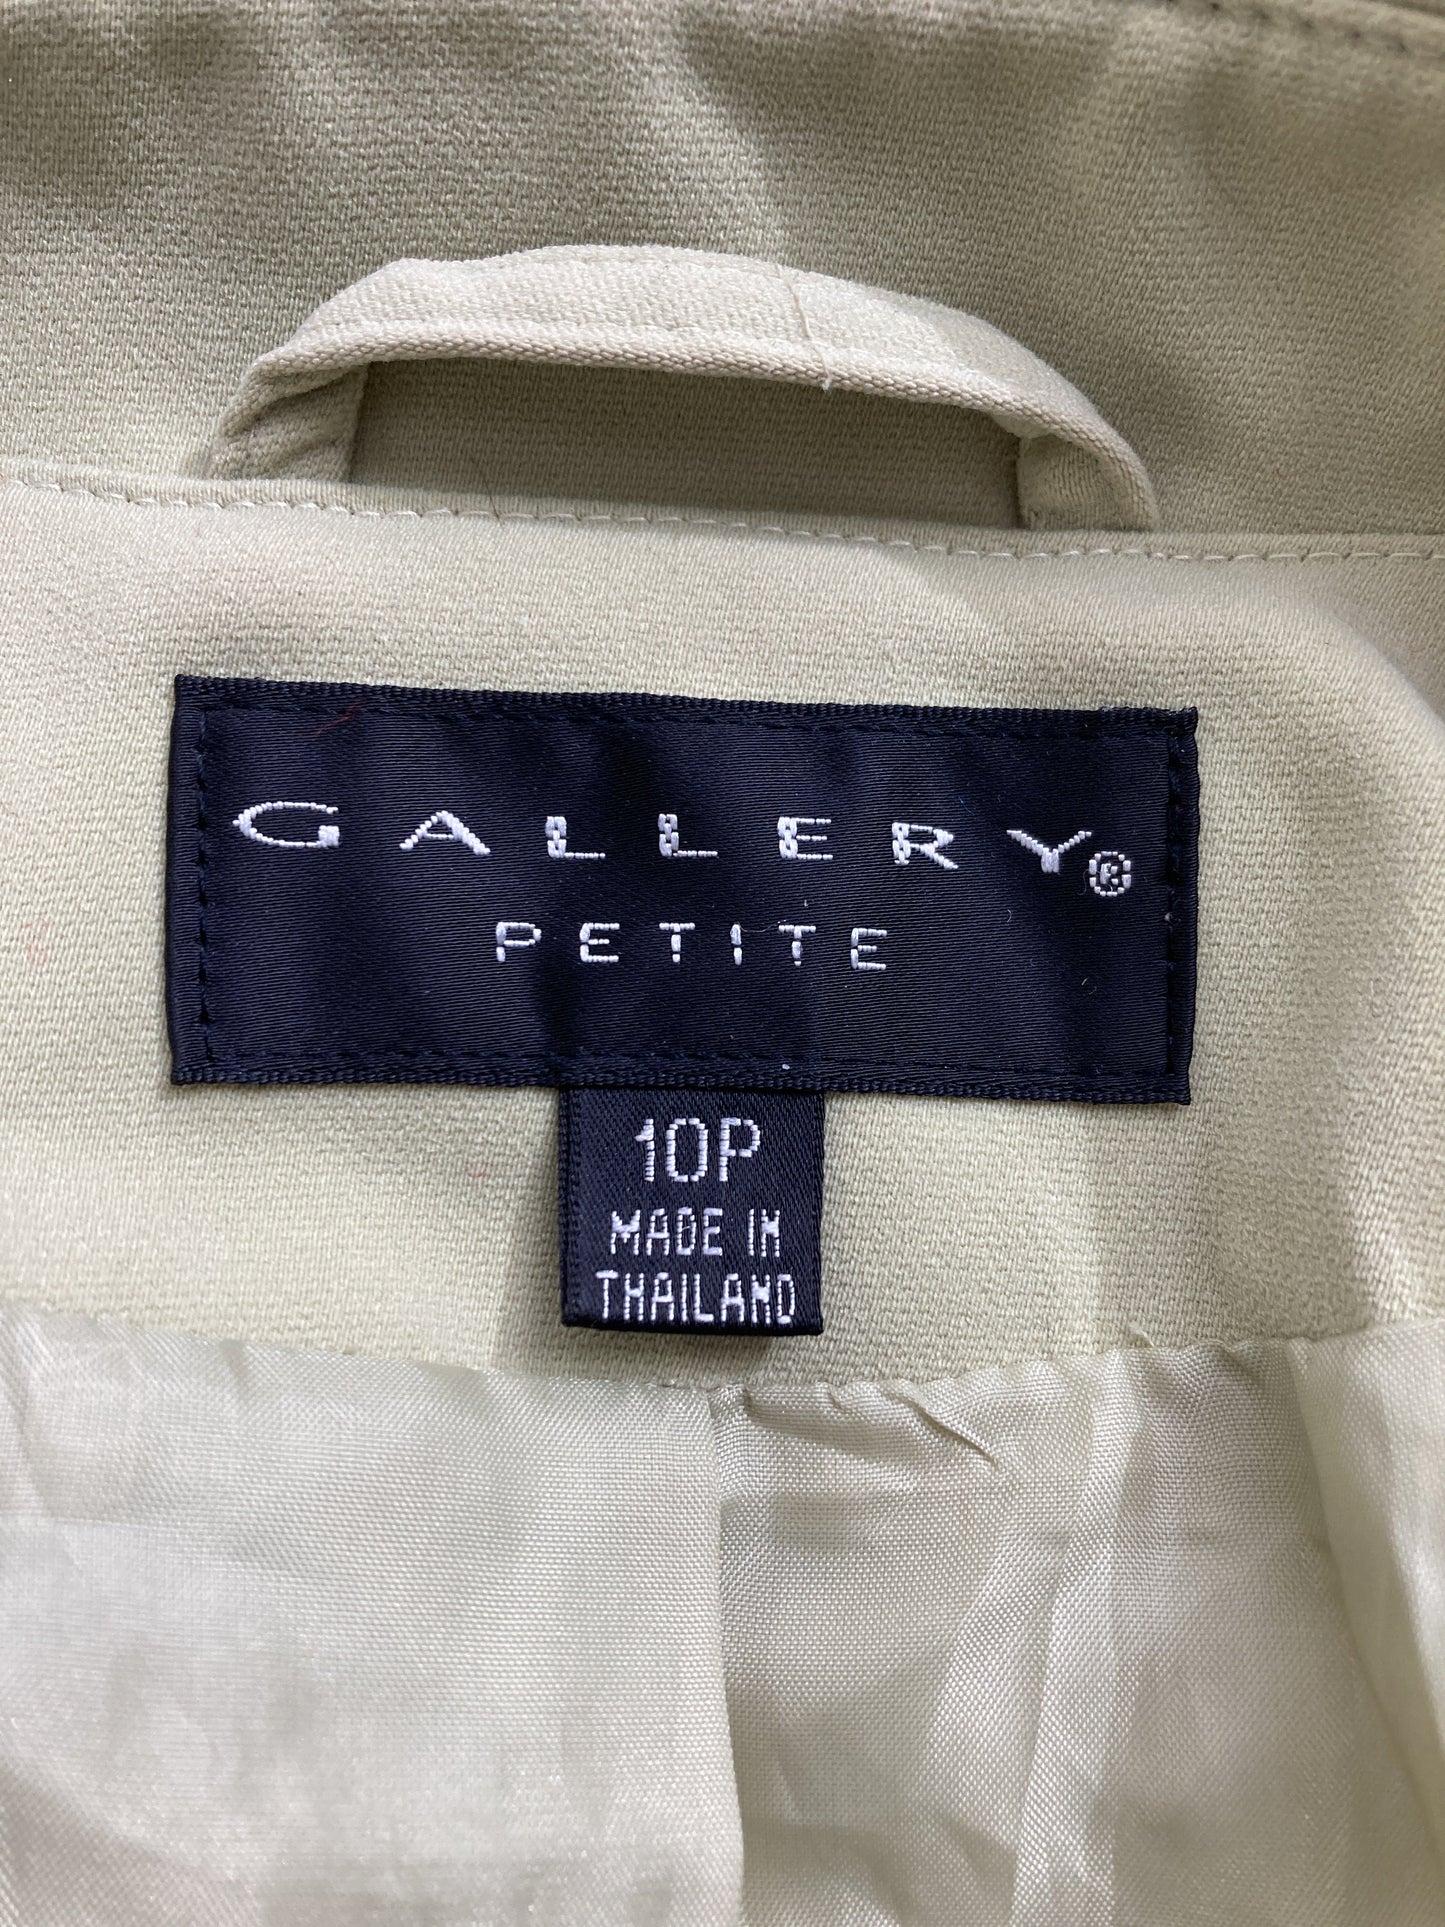 GALLERY®
PETITE
10P
MADE IN
THAILAND